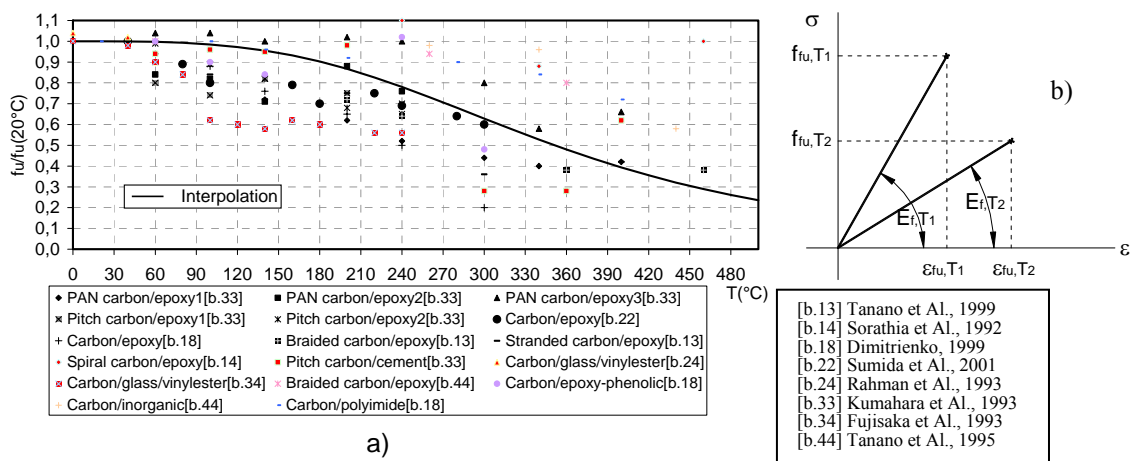 fu/fu(20°C)
1,1
1,0
0,9
0,8
0,7
0,6
0,5
0,4
0,3
0,2
0,1
0,0
Interpolation
0 30 60 90 120 150 180 210 240 270 300 330 360 390 420 450 480
T(°C)
PAN carbon/epoxy1[b.33] PAN carbon/epoxy2[b.33] PAN carbon/epoxy3[b.33]
Pitch carbon/epoxy1[b.33] Pitch carbon/epoxy2[b.33] Carbon/epoxy[b.22]
Carbon/epoxy[b.18] Braided carbon/epoxy[b.13] Stranded carbon/epoxy[b.13]
Spiral carbon/epoxy[b.14] Pitch carbon/cement[b.33] Carbon/glass/vinylester[b.24]
Carbon/glass/vinylester[b.34] Braided carbon/epoxy[b.44] Carbon/epoxy-phenolic[b.18]
Carbon/inorganic[b.44] Carbon/polyimide[b.18]
a)
σ
ffu,T1
ffu,T2
b)
Ef,T1
Ef,T2
ε
εfu,T1 εfu,T2
[b.13] Tanano et Al., 1999
[b.14] Sorathia et Al., 1992
[b.18] Dimitrienko, 1999
[b.22] Sumida et Al., 2001
[b.24] Rahman et Al., 1993
[b.33] Kumahara et Al., 1993
[b.34] Fujisaka et Al., 1993
[b.44] Tanano et Al., 1995